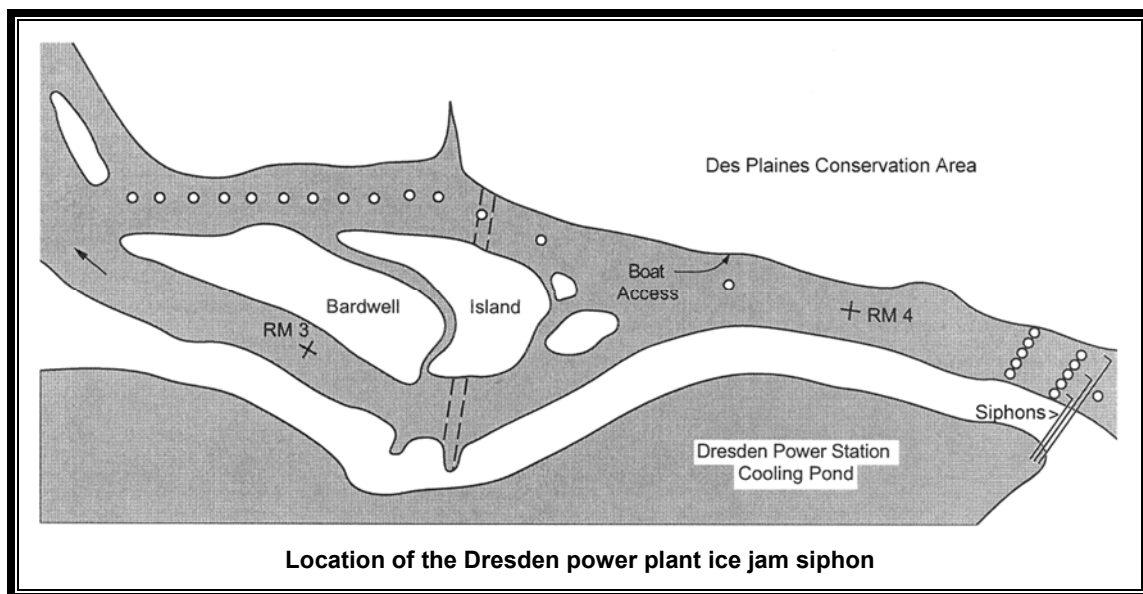 Des Plaines Conservation Area
Boat
Access
Bardwell
Island
RM 3
RM 4
Siphons>
Dresden Power Station
Cooling Pond
Location of the Dresden power plant ice jam siphon